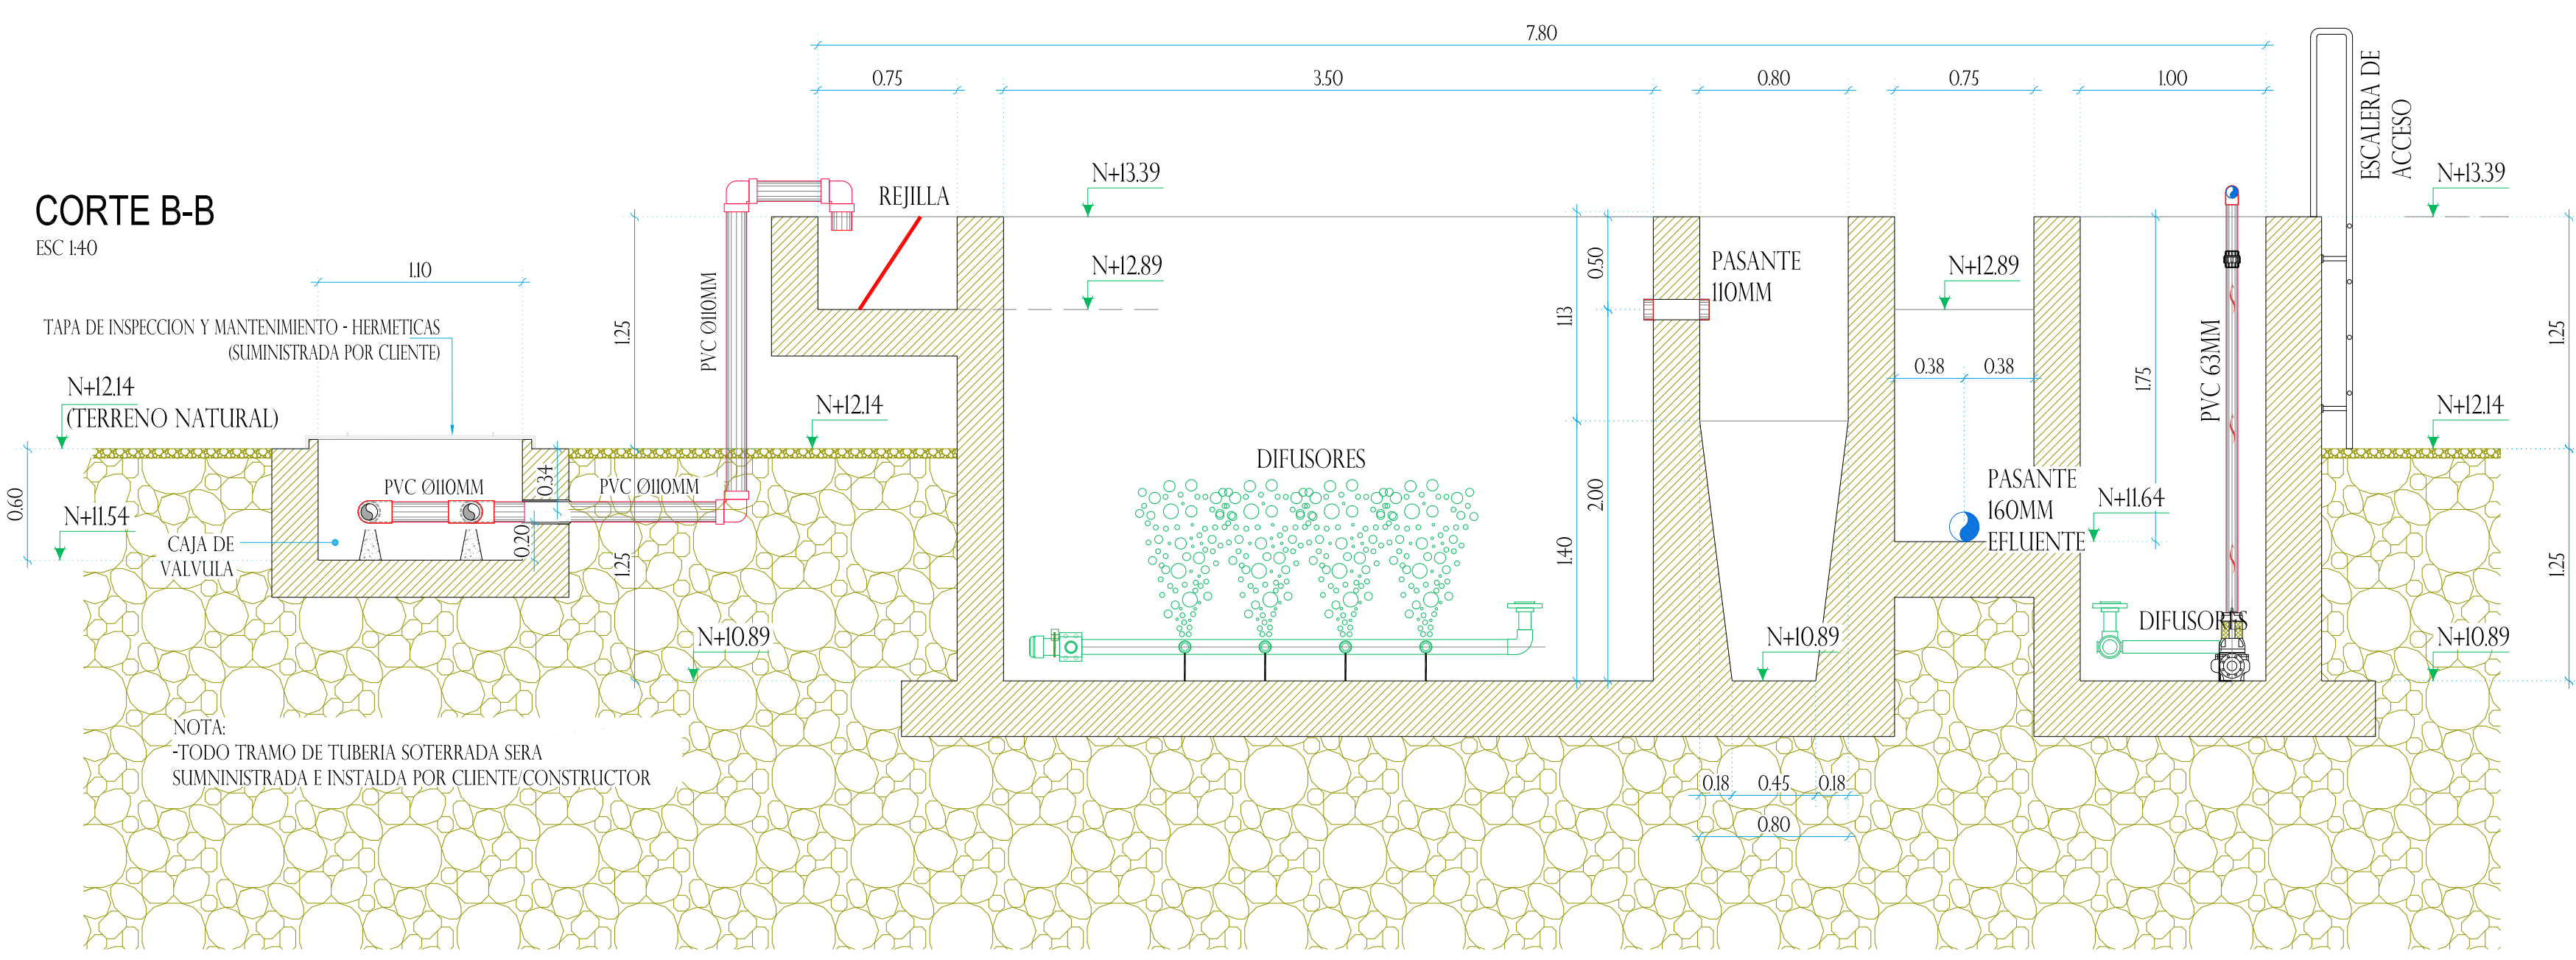 7.80
0.75
3.50
0.80
0.75
1.00
ESCALERA DE
ACCESO
CORTE B-B
ESC 1:40
N+13.39
REJILLA
N+13.39
1.10
N+12.89
PASANTE
110MM
N+12.89
0.50
1.13
1.25
PVC Ø110MM
TAPA DE INSPECCION Y MANTENIMIENTO - HERMETICAS
(SUMINISTRADA POR CLIENTE)
0.38
0.38
1.75
PVC 63MM
1.25
N+12.14
(TERRENO NATURAL)
N+12.14
N+12.14
DIFUSORES
0.60
PVC Ø110MM
0.34
PVC Ø110MM
2.00
PASANTE
160MM
EFLUENTE
N+11.64
N+11.54
CAJA DE
VALVULA
0.20
1.25
1.40
1.25
N+10.89
N+10.89
DIFUSORES
N+10.89
NOTA:
-TODO TRAMO DE TUBERIA SOTERRADA SERA
SUMNINISTRADA E INSTALDA POR CLIENTE/CONSTRUCTOR
0.18
0.45
0.18
0.80